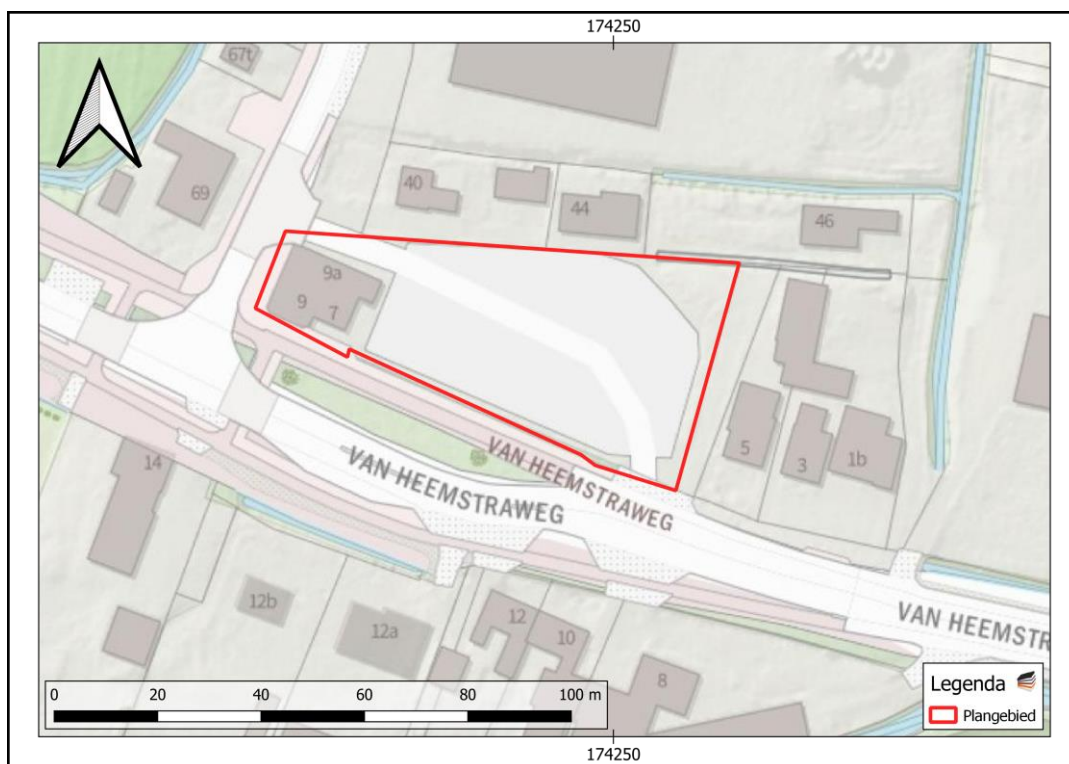 174250
67t
69
40
44
46
9a
9
7
5
3
1b
14
VAN HEEMSTRAWEG
VAN HEEMSTRAWEG
VAN HEEMSTR
12b
12a
12
10
8
0 20 40 60 80 100 m
Legenda
Plangebied
174250